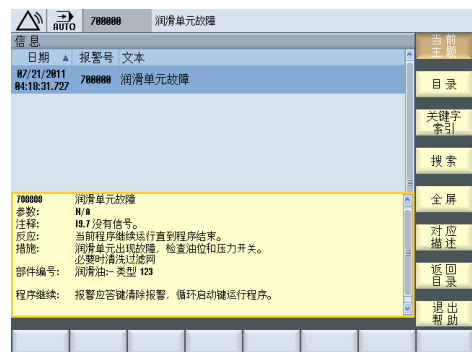 AUTO 700000 润滑单元故障
信息
日期 ▲ 报警号 文本
07/21/2011
04:18:31.727 700000 润滑单元故障
700000 润滑单元故障
参数: N/A
注释: I9.7 没有信号。
反应: 当前程序继续运行直到程序结束。
措施: 润滑单元出现故障，检查油位和压力开关。
必要时清洗过滤网
部件编号: 润滑油:– 类型 123
程序继续: 报警应答键清除报警，循环启动键运行程序。
当前
主题
目录
关键字
索引
搜索
全屏
对应
描述
返回
目录
退出
帮助